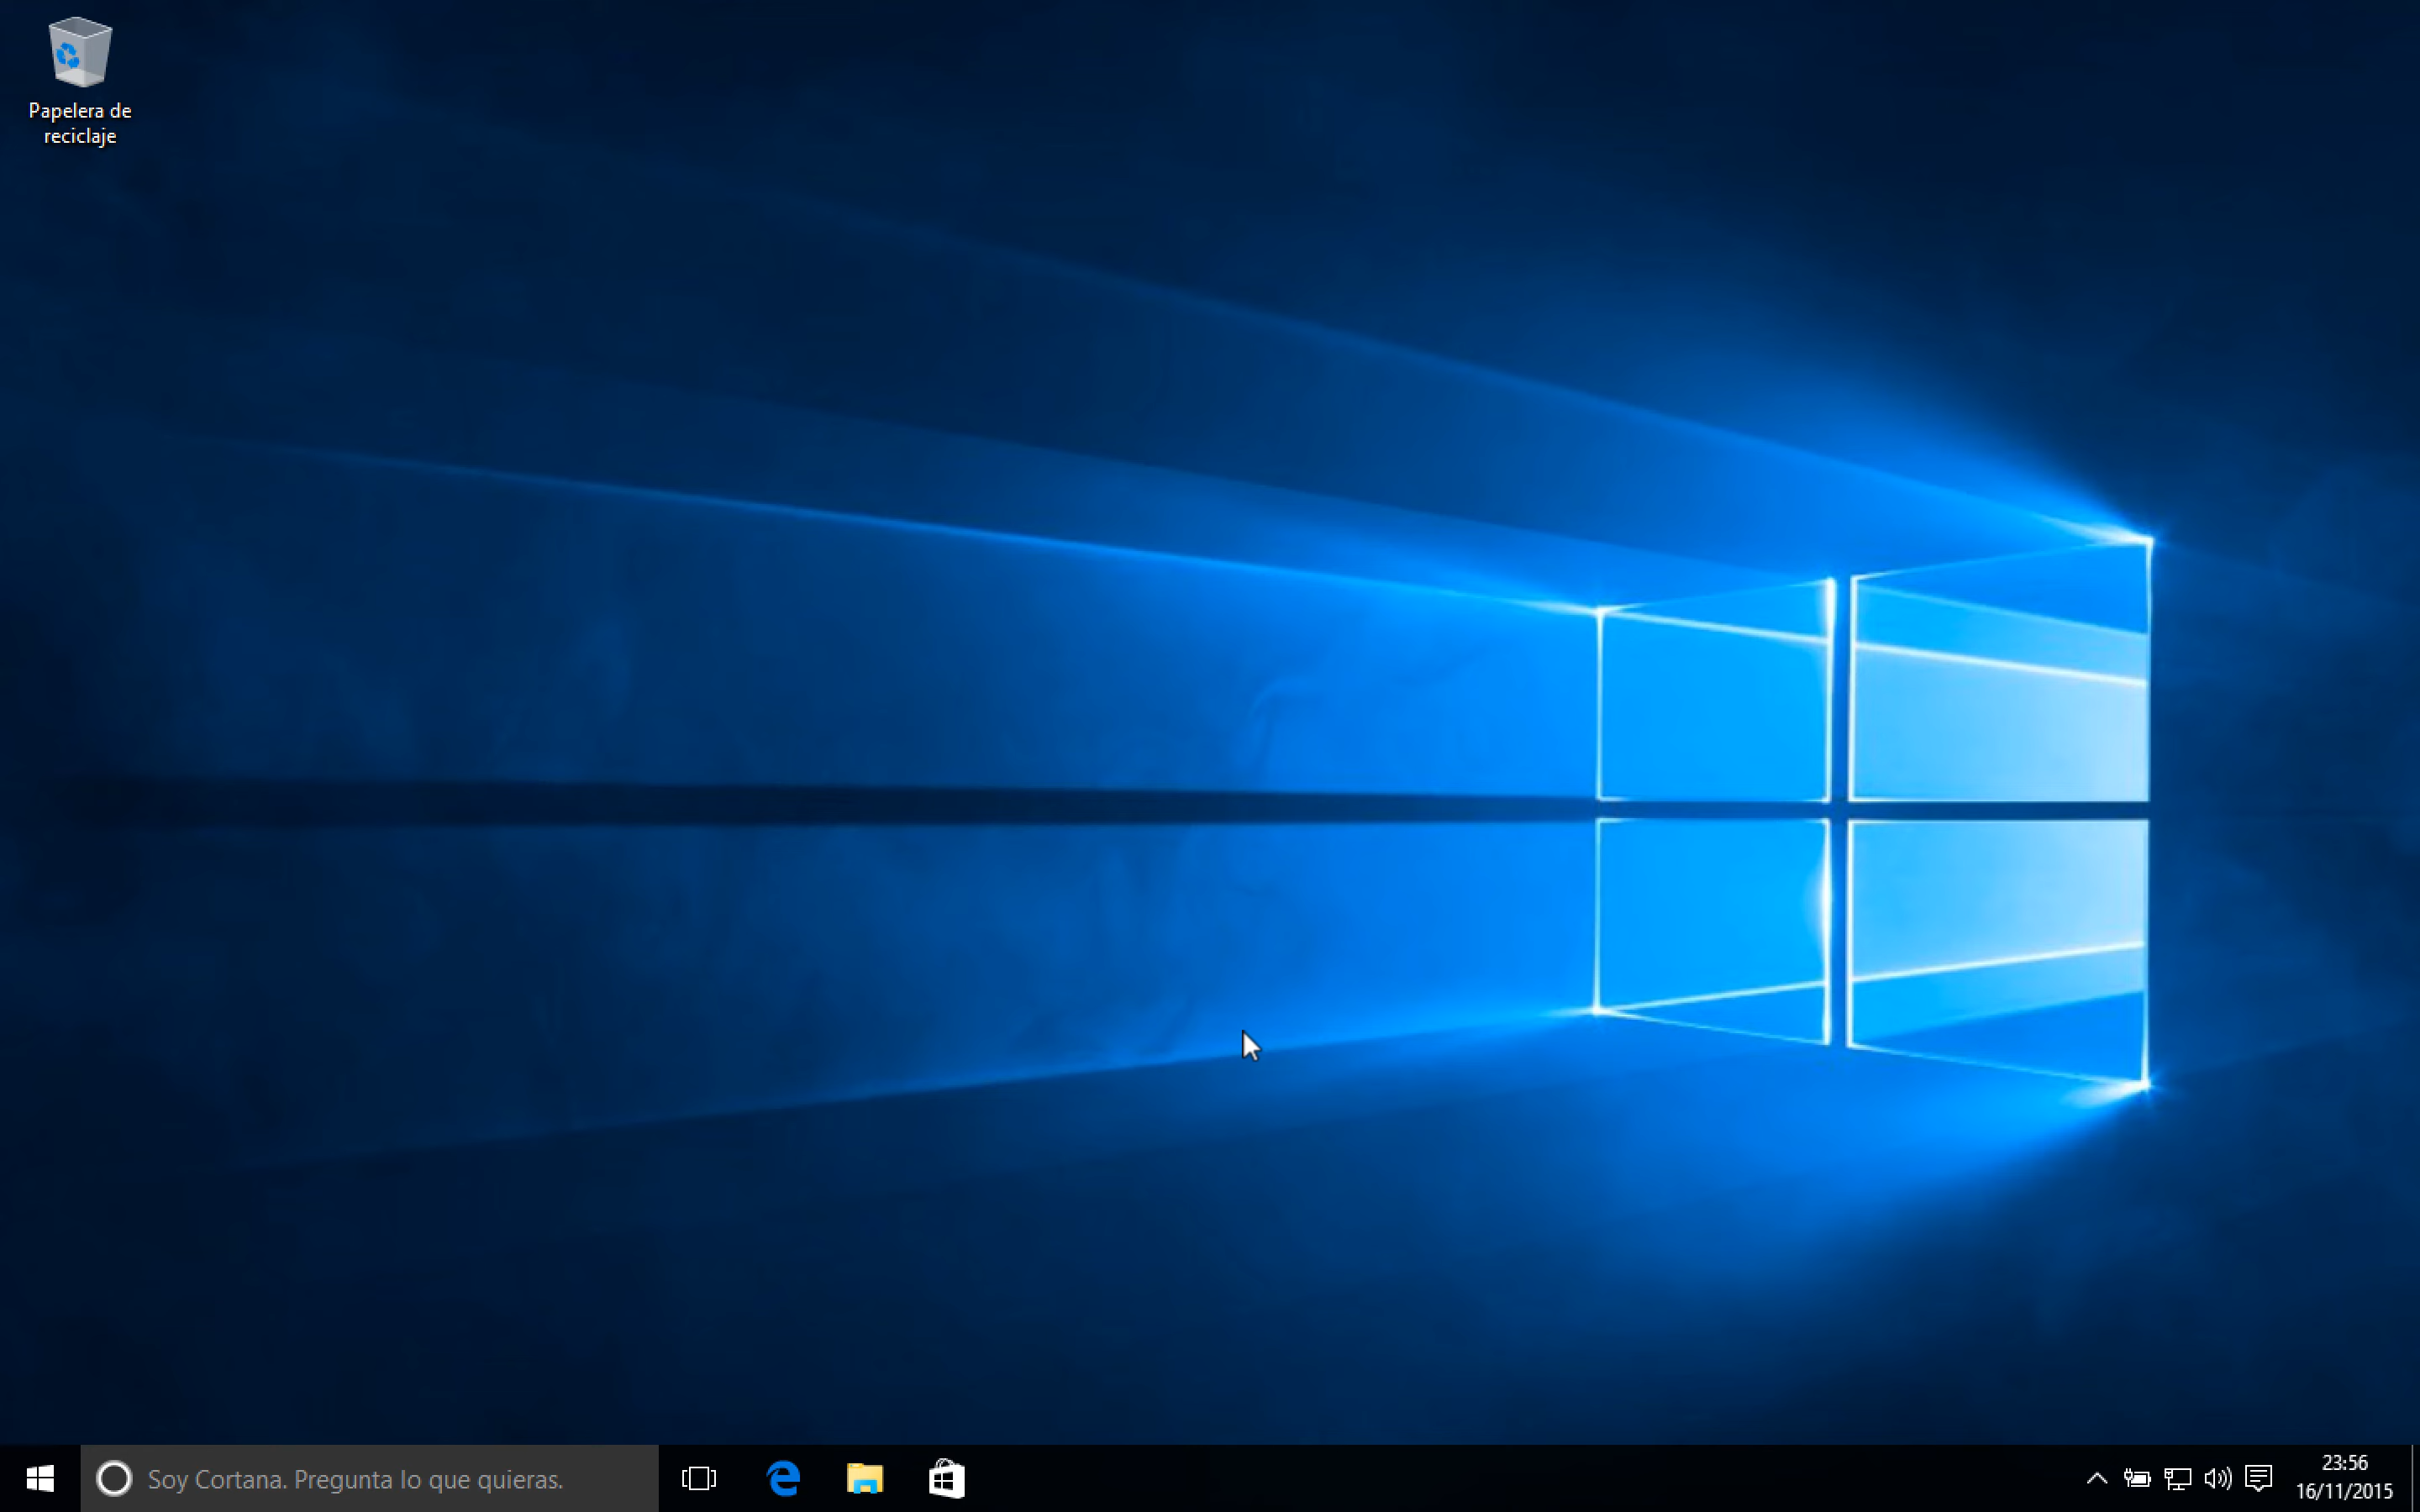 Papelera de
reciclaje
Soy Cortana. Pregunta lo que quieras.
23:56
16/11/2015